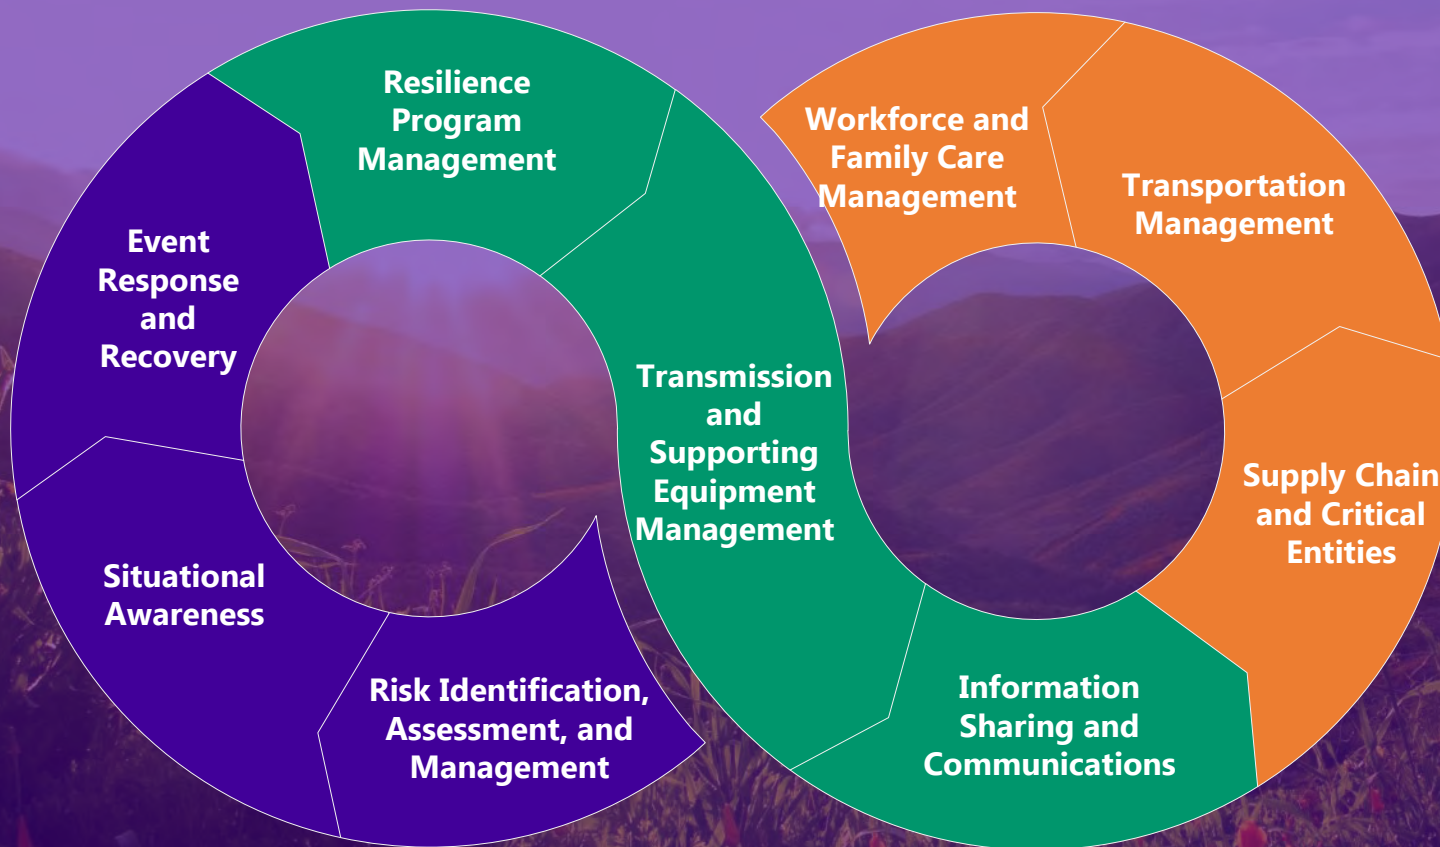 Resilience
Program
Management
Workforce and
Family Care
Management
Transportation
Management
Event
Response
and
Recovery
Transmission
and
Supporting
Equipment
Management
Supply Chain
and Critical
Entities
Situational
Awareness
Risk Identification,
Assessment, and
Management
Information
Sharing and
Communications